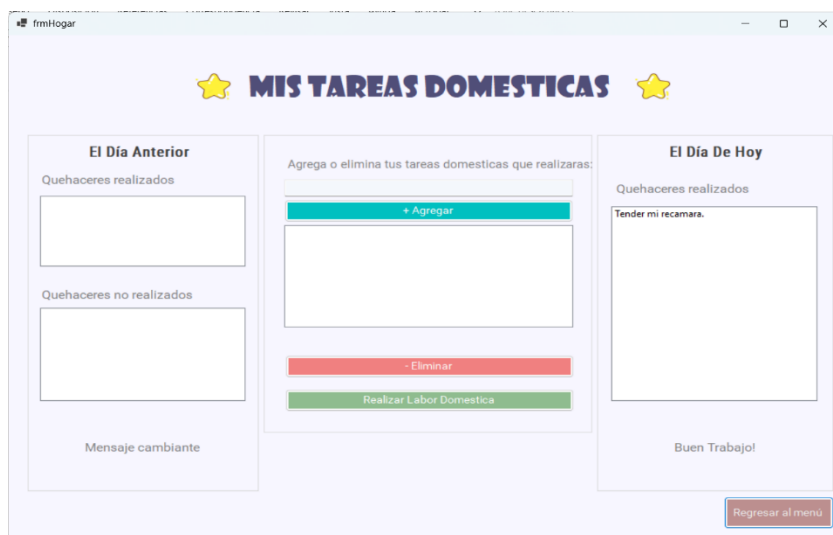 frmHogar
MIS TAREAS DOMESTICAS
El Día Anterior
Quehaceres realizados
Quehaceres no realizados
Mensaje cambiante
Agrega o elimina tus tareas domesticas que realizaras:
+ Agregar
- Eliminar
Realizar Labor Domestica
El Día De Hoy
Quehaceres realizados
Tender mi recamara.
Buen Trabajo!
Regresar al menú